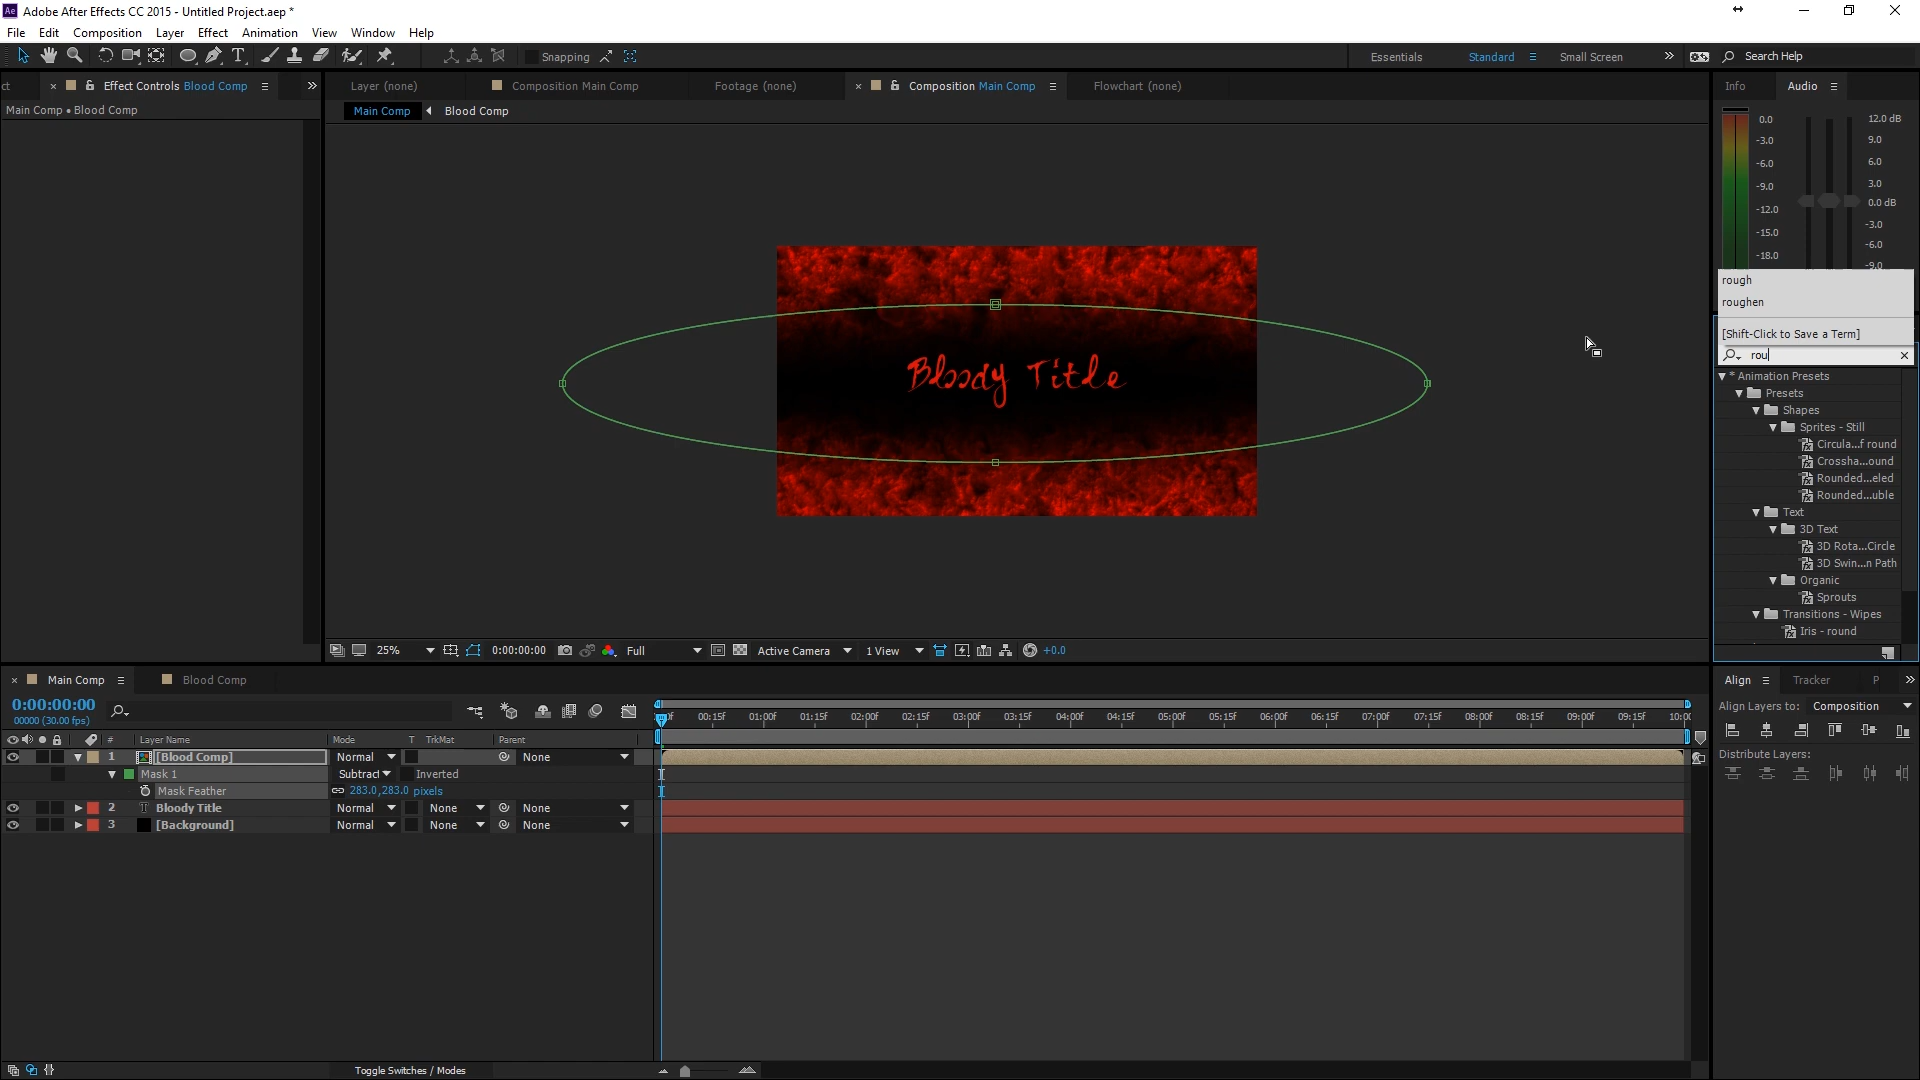 Adobe After Effects CC 2015 - Untitled Project.aep *
File Edit Composition Layer Effect Animation View Window Help
Snapping Essentials Standard Small Screen Search Help
Effect Controls Blood Comp
Layer (none) Composition Main Comp Footage (none) Composition Main Comp Flowchart (none)
Info Audio
Main Comp • Blood Comp
Main Comp Blood Comp
0.0 12.0 dB
-3.0 9.0
-6.0 6.0
-9.0 3.0
-12.0 0.0 dB
-15.0 -3.0
-18.0 -6.0
-9.0
rough
roughen
[Shift-Click to Save a Term]
rou
Bloody Title
* Animation Presets
Presets
Shapes
Sprites - Still
Circula...f round
Crossha...ound
Rounded...eled
Rounded...uble
Text
3D Text
3D Rota...Circle
3D Swin...n Path
Organic
Sprouts
Transitions - Wipes
Iris - round
25% 0:00:00:00 Full Active Camera 1 View +0.0
Main Comp Blood Comp
0:00:00:00
00000 (30.00 fps)
00:15f 01:00f 01:15f 02:00f 02:15f 03:00f 03:15f 04:00f 04:15f 05:00f 05:15f 06:00f 06:15f 07:00f 07:15f 08:00f 08:15f 09:00f 09:15f 10:00
# Layer Name Mode T TrkMat Parent
1 [Blood Comp] Normal None
Mask 1 Subtract Inverted
Mask Feather 283.0,283.0 pixels
2 T Bloody Title Normal None None
3 [Background] Normal None None
Align Tracker P
Align Layers to: Composition
Distribute Layers:
Toggle Switches / Modes